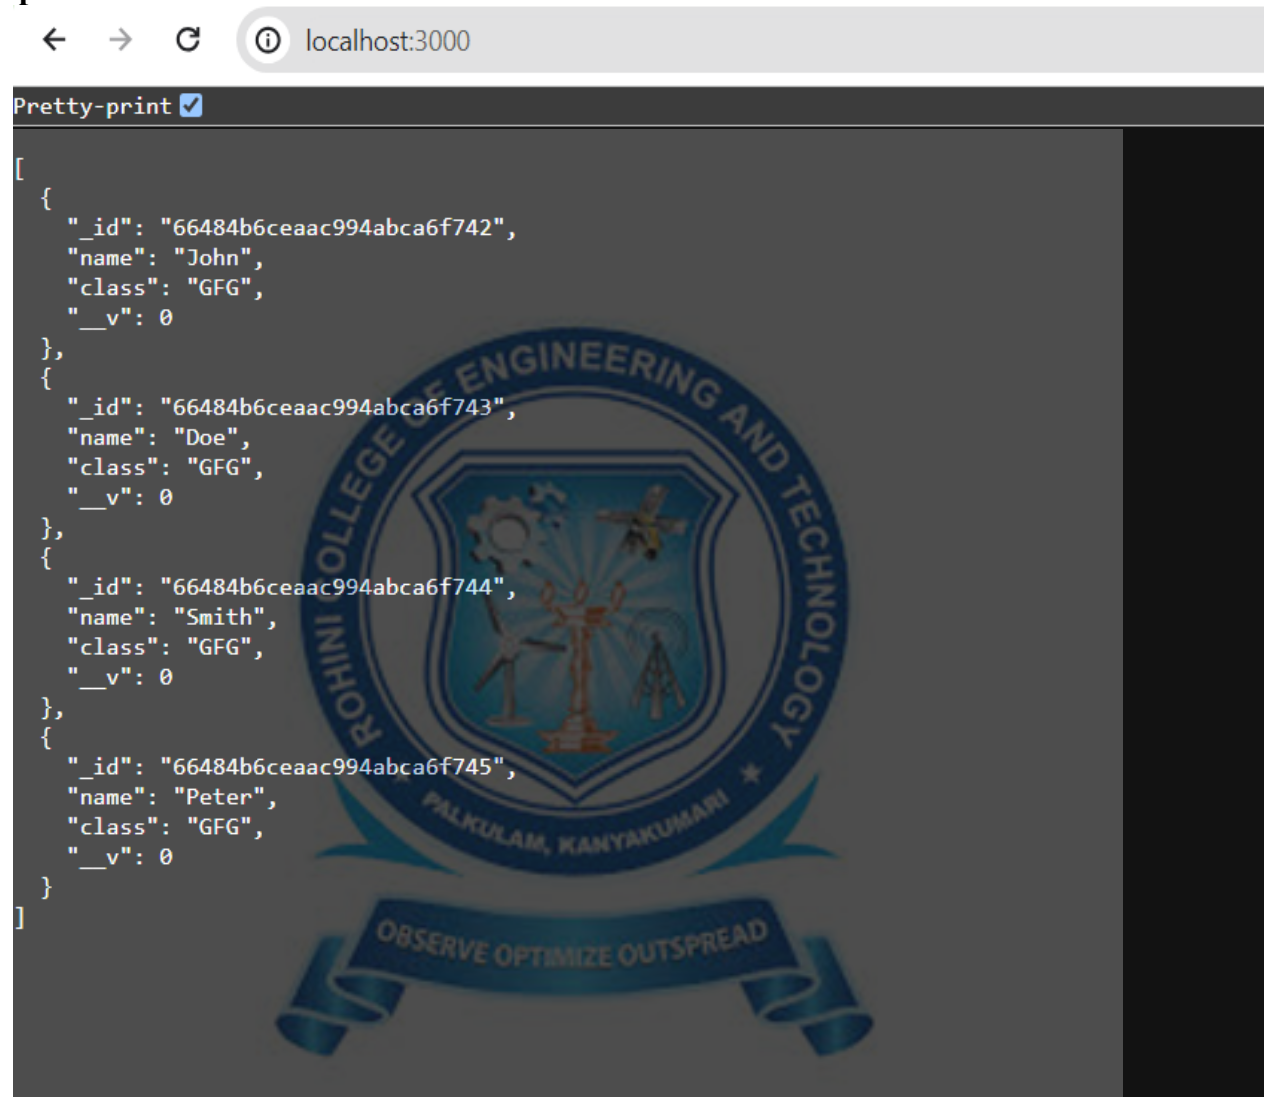 localhost:3000
Pretty-print
[
  {
    "_id": "66484b6ceaac994abca6f742",
    "name": "John",
    "class": "GFG",
    "__v": 0
  },
  {
    "_id": "66484b6ceaac994abca6f743",
    "name": "Doe",
    "class": "GFG",
    "__v": 0
  },
  {
    "_id": "66484b6ceaac994abca6f744",
    "name": "Smith",
    "class": "GFG",
    "__v": 0
  },
  {
    "_id": "66484b6ceaac994abca6f745",
    "name": "Peter",
    "class": "GFG",
    "__v": 0
  }
]
ROHINI COLLEGE OF ENGINEERING AND TECHNOLOGY
PALKULAM, KANYAKUMARI
OBSERVE OPTIMIZE OUTSPREAD